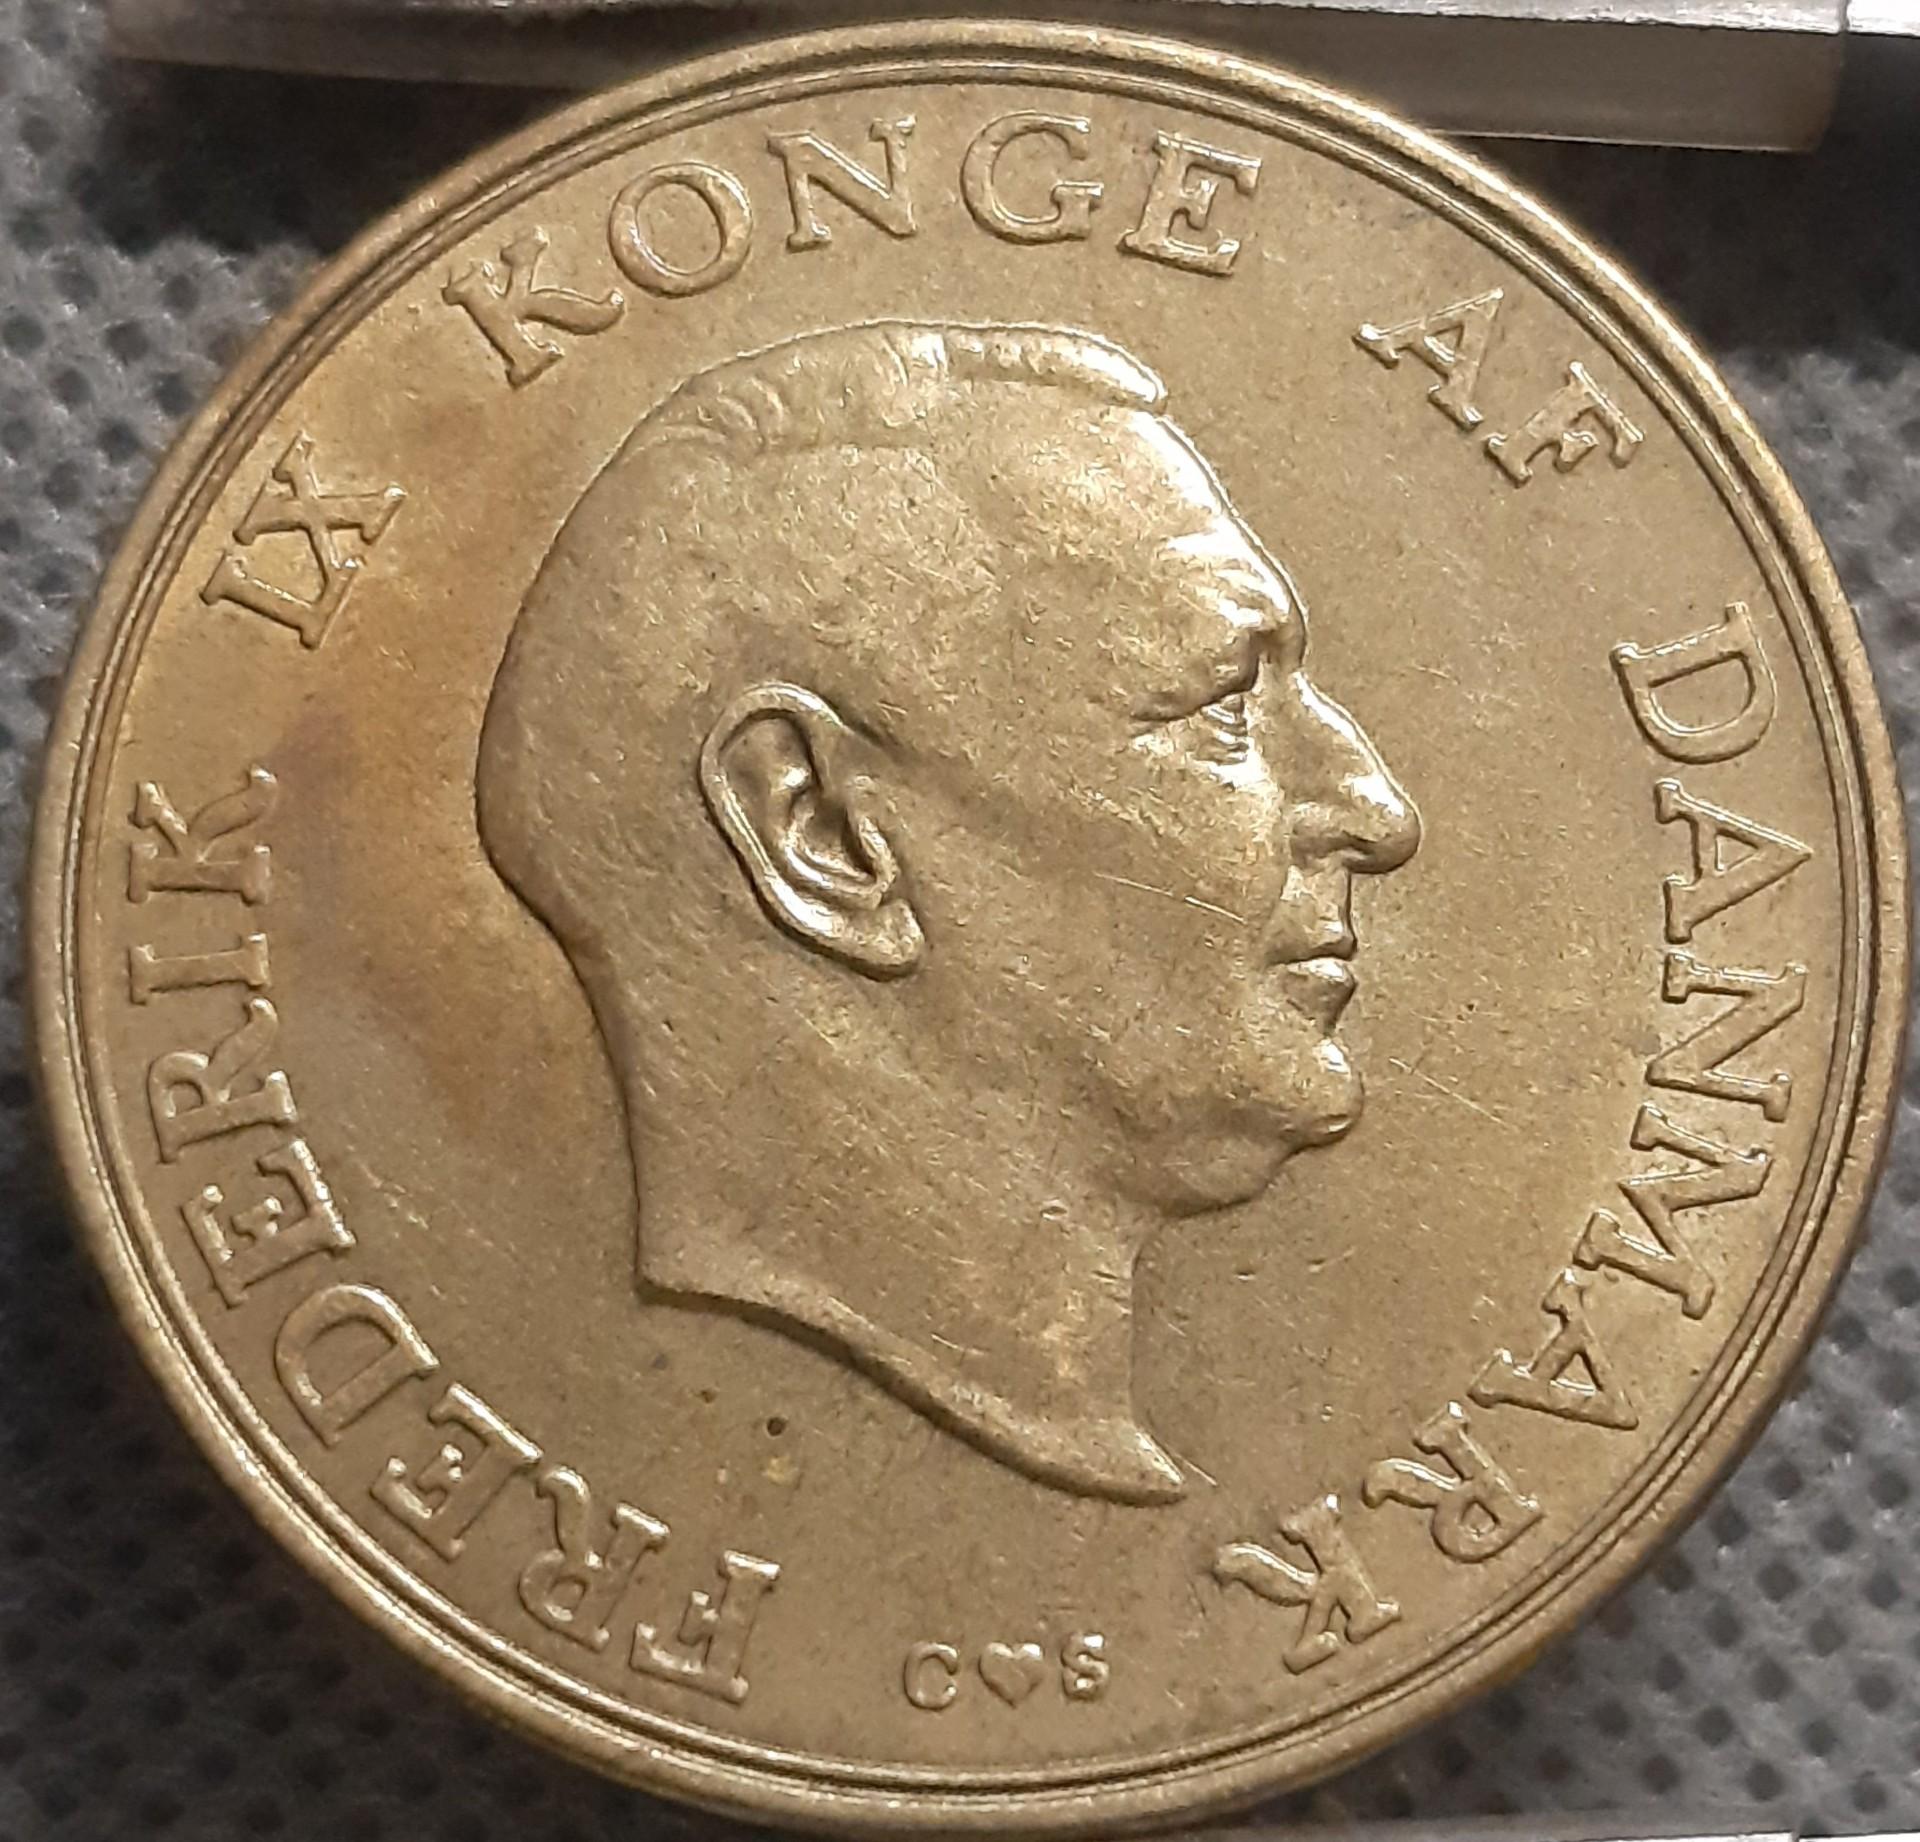 FREDERIK IX KONGE AF DANMARK
C♥S